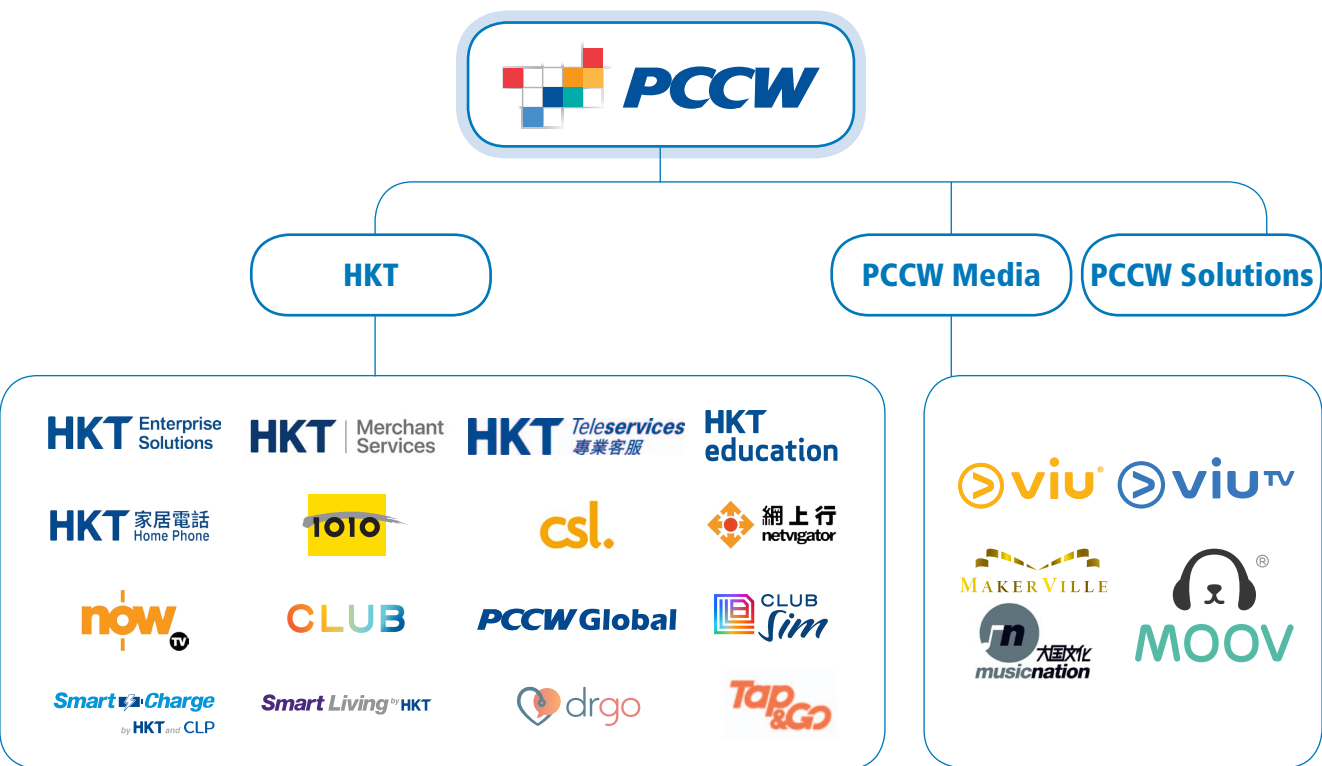 PCCW
HKT
PCCW Media
PCCW Solutions
HKT Enterprise
Solutions
HKT Merchant
Services
HKT Teleservices
專業客服
HKT
education
HKT 家居電話
Home Phone
1O1O
csl.
網上行
netvigator
now
TV
CLUB
PCCW Global
CLUB
Sim
Smart Charge
by HKT and CLP
Smart Living by HKT
drgo
Tap
&GO
viu®
viuTV
MAKERVILLE
大国文化
musicnation
®
MOOV